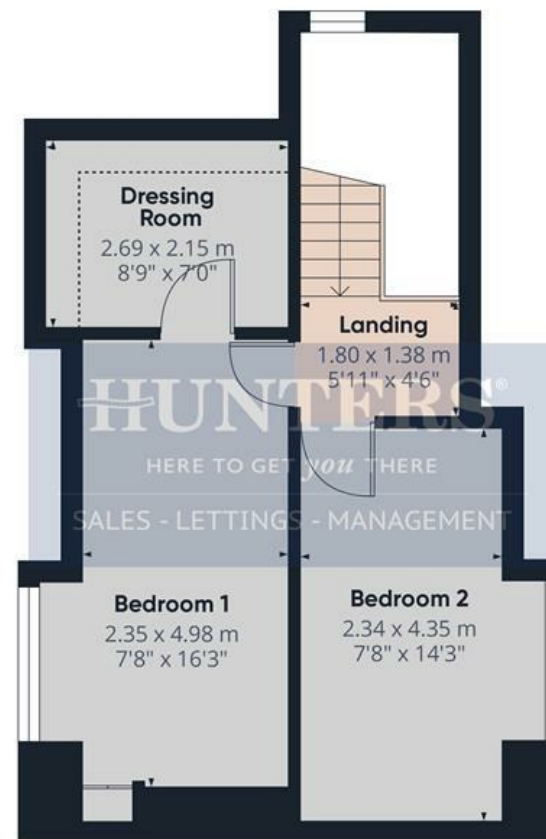 Dressing
Room
2.69 x 2.15 m
8'9" x 7'0"
Landing
1.80 x 1.38 m
5'11" x 4'6"
HUNTERS®
HERE TO GET you THERE
SALES - LETTINGS - MANAGEMENT
Bedroom 1
2.35 x 4.98 m
7'8" x 16'3"
Bedroom 2
2.34 x 4.35 m
7'8" x 14'3"